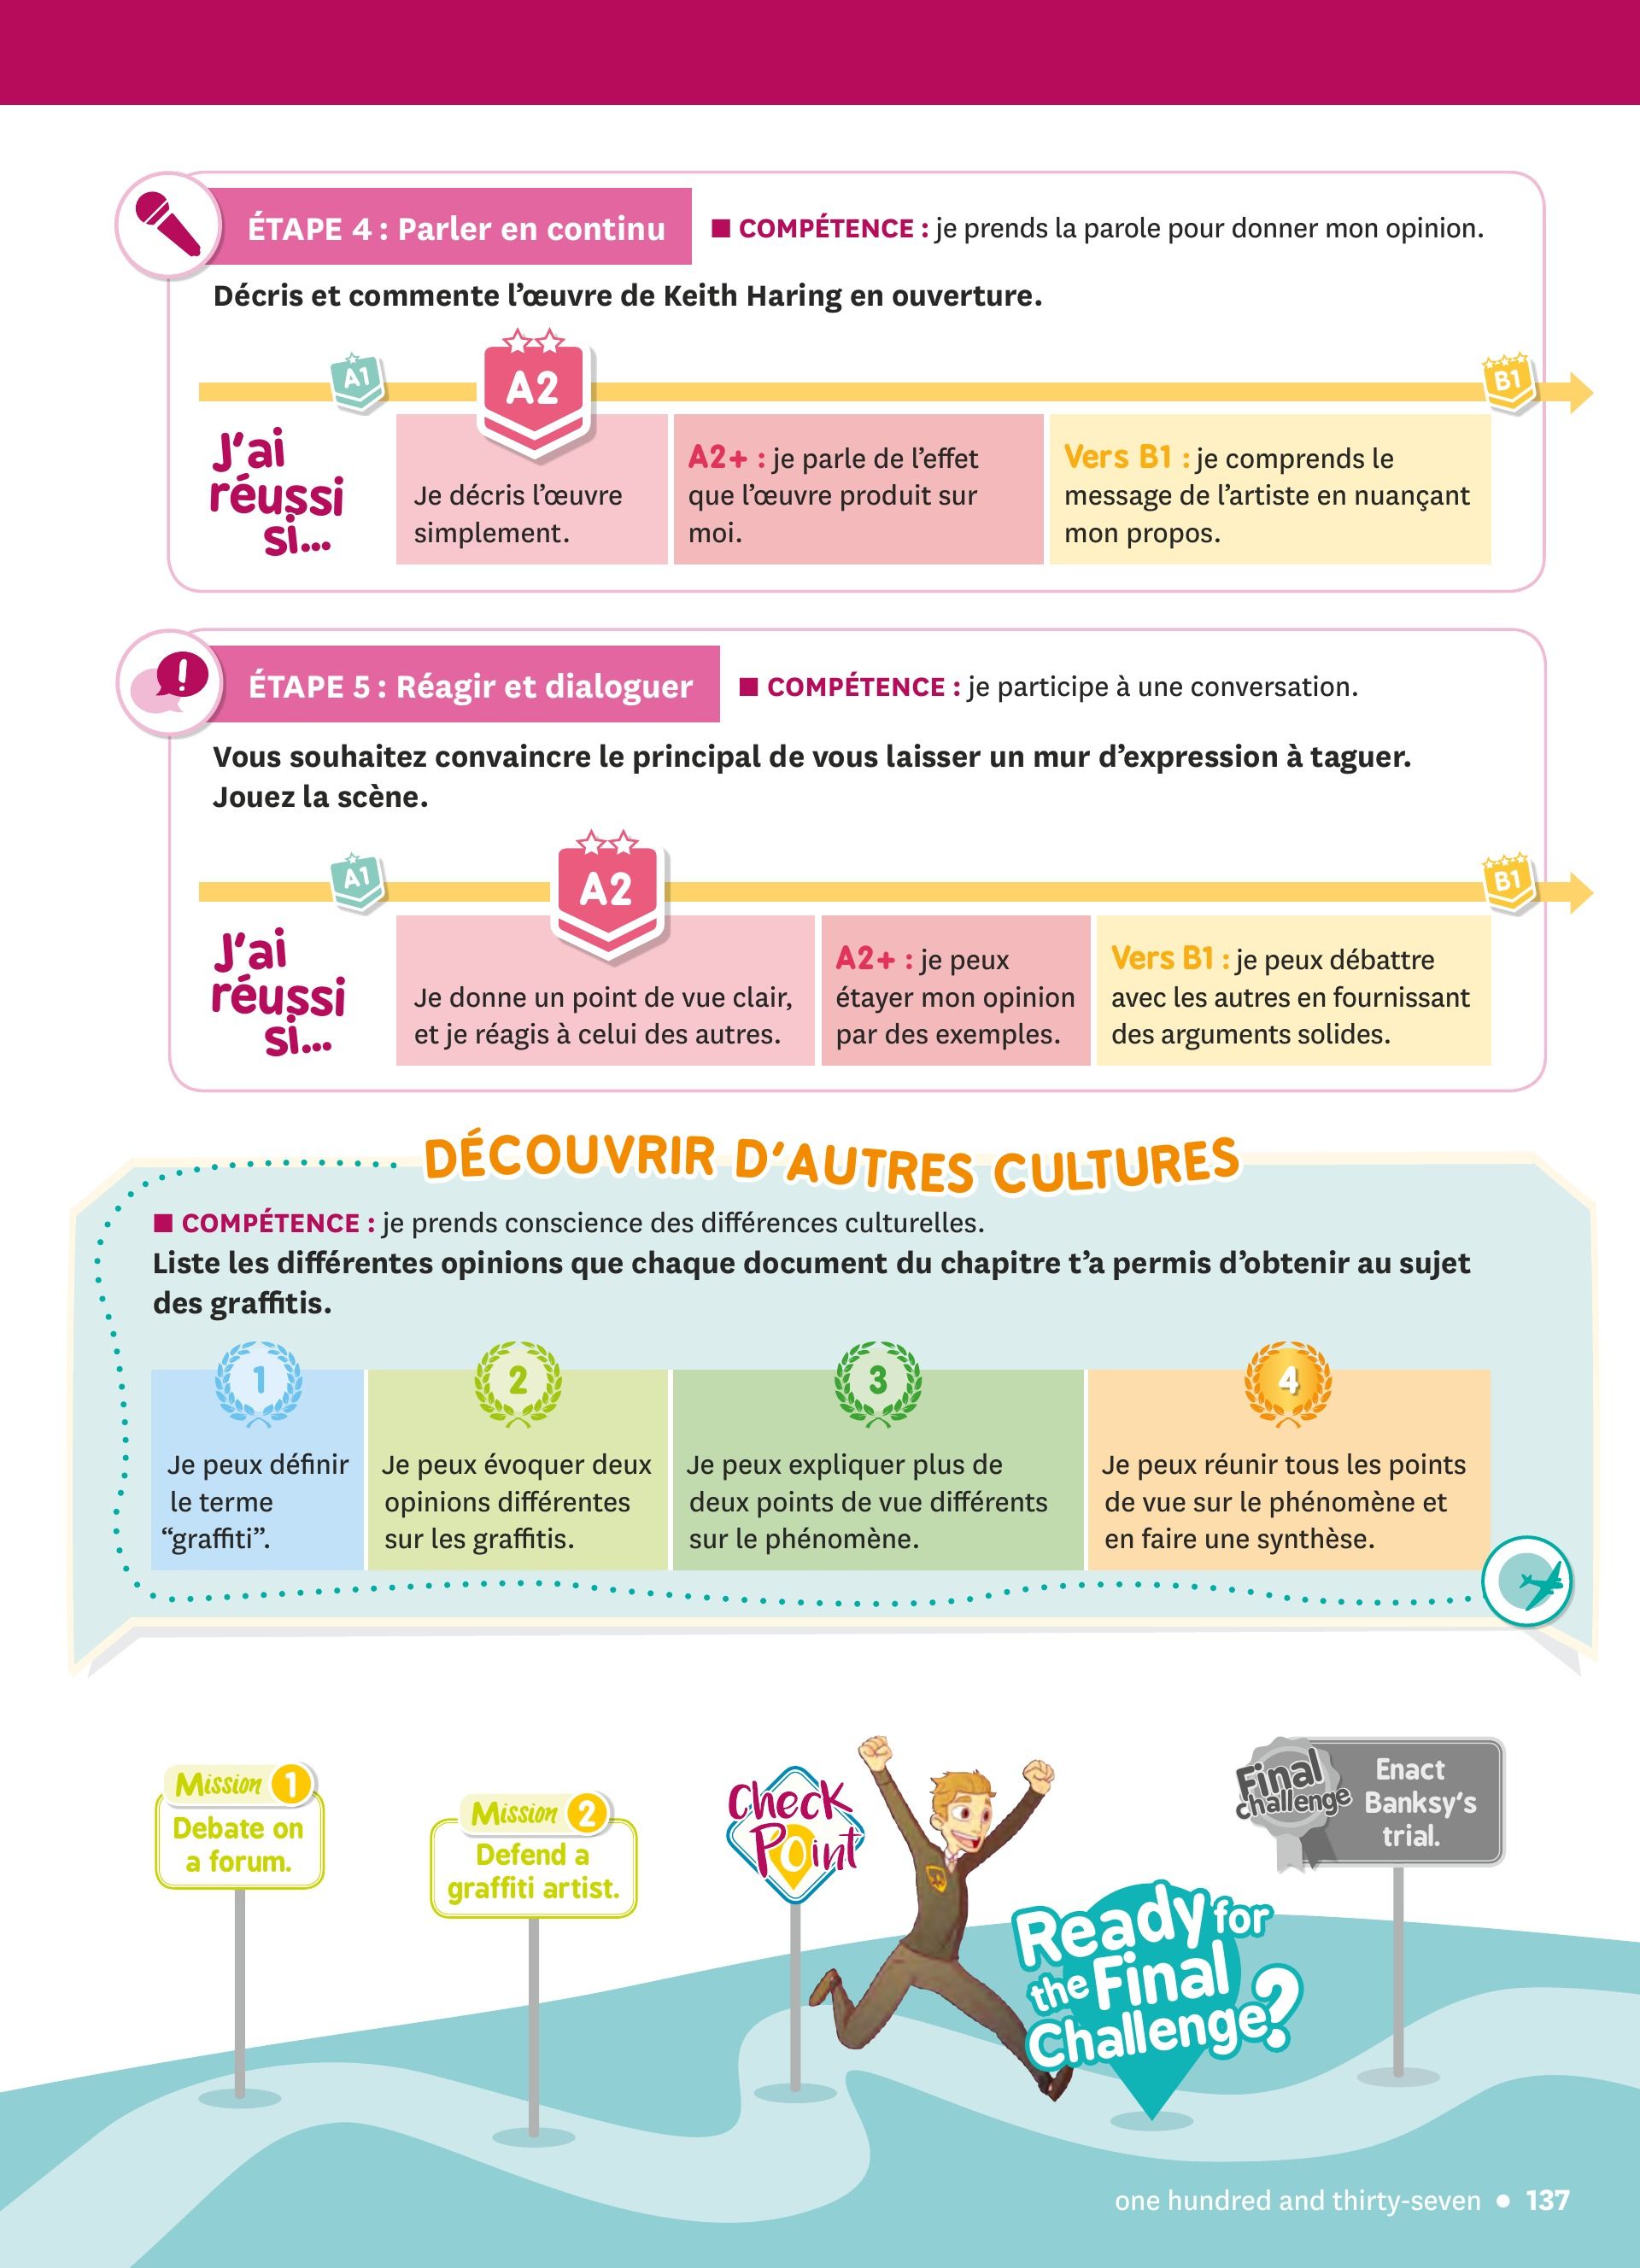 ÉTAPE 4 : Parler en continu
■ COMPÉTENCE : je prends la parole pour donner mon opinion.
Décris et commente l’œuvre de Keith Haring en ouverture.
A1
A2
B1
J’ai
réussi
si...
Je décris l’œuvre
simplement.
A2+ : je parle de l’effet
que l’œuvre produit sur
moi.
Vers B1 : je comprends le
message de l’artiste en nuançant
mon propos.
!
ÉTAPE 5 : Réagir et dialoguer
■ COMPÉTENCE : je participe à une conversation.
Vous souhaitez convaincre le principal de vous laisser un mur d’expression à taguer.
Jouez la scène.
A1
A2
B1
J’ai
réussi
si...
Je donne un point de vue clair,
et je réagis à celui des autres.
A2+ : je peux
étayer mon opinion
par des exemples.
Vers B1 : je peux débattre
avec les autres en fournissant
des arguments solides.
DÉCOUVRIR D’AUTRES CULTURES
■ COMPÉTENCE : je prends conscience des différences culturelles.
Liste les différentes opinions que chaque document du chapitre t’a permis d’obtenir au sujet
des graffitis.
1
Je peux définir
le terme
“graffiti”.
2
Je peux évoquer deux
opinions différentes
sur les graffitis.
3
Je peux expliquer plus de
deux points de vue différents
sur le phénomène.
4
Je peux réunir tous les points
de vue sur le phénomène et
en faire une synthèse.
Mission 1
Debate on
a forum.
Mission 2
Defend a
graffiti artist.
Check
Point
Ready for
the Final
Challenge?
Final
challenge
Enact
Banksy’s
trial.
one hundred and thirty-seven • 137